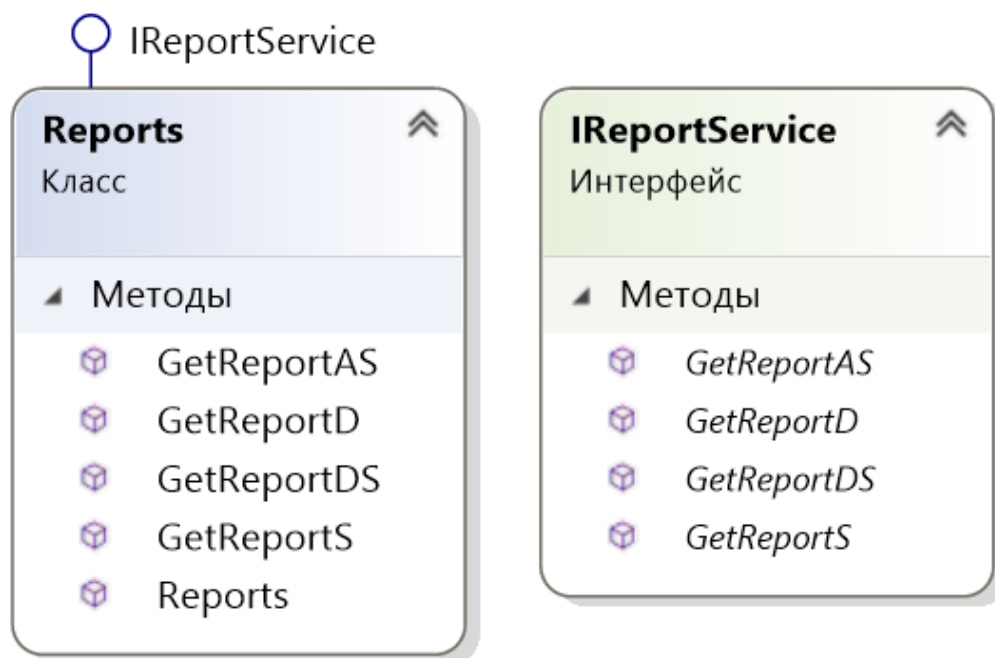 IReportService
Reports
Класс
Методы
GetReportAS
GetReportD
GetReportDS
GetReportS
Reports
IReportService
Интерфейс
Методы
GetReportAS
GetReportD
GetReportDS
GetReportS